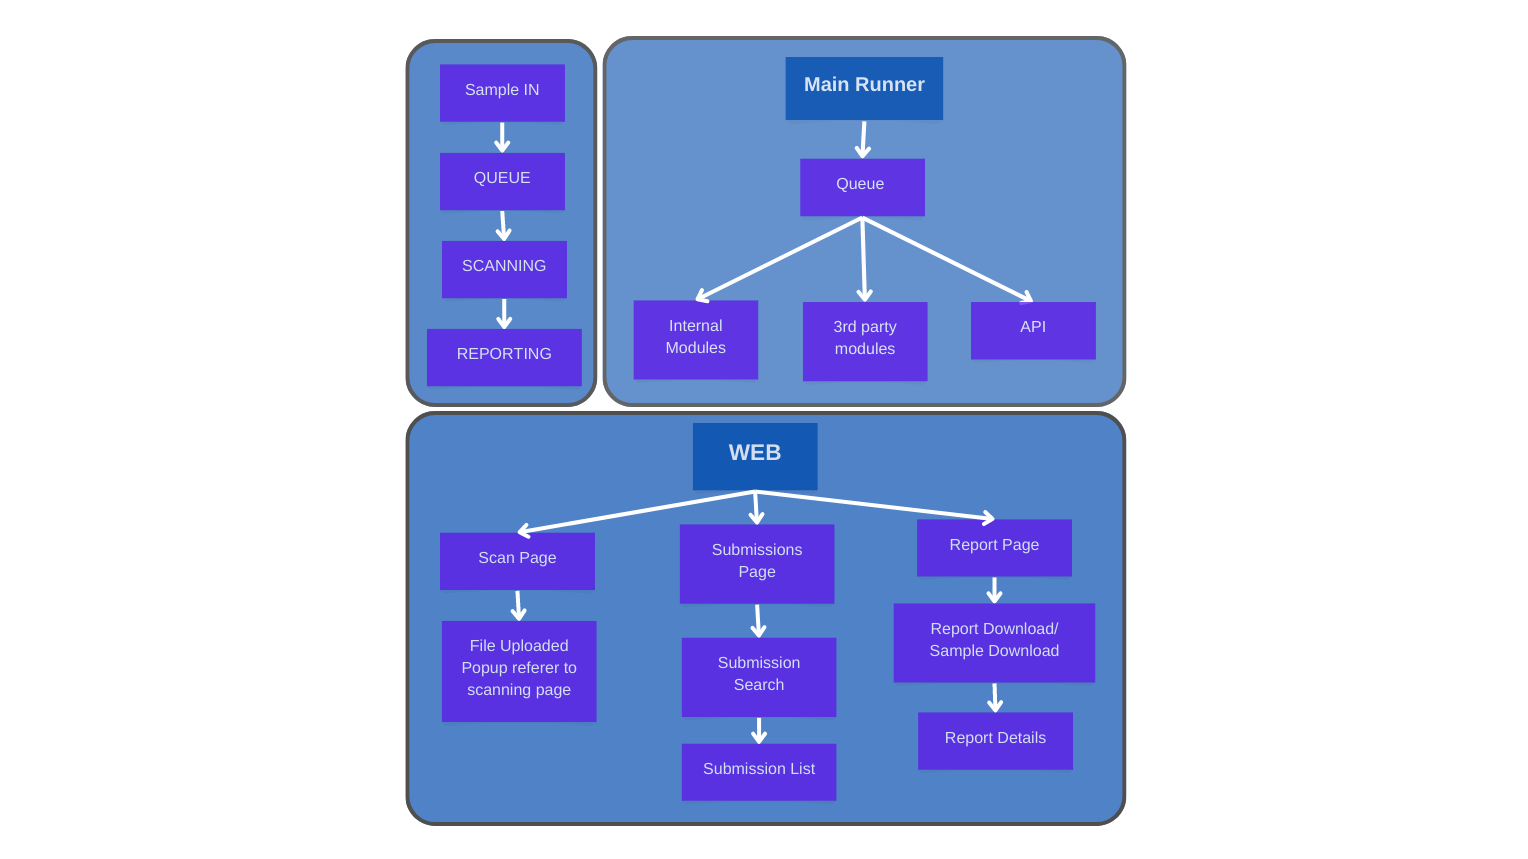 Sample IN
QUEUE
SCANNING
REPORTING
Main Runner
Queue
Internal
Modules
3rd party
modules
API
WEB
Scan Page
File Uploaded
Popup referer to
scanning page
Submissions
Page
Submission
Search
Submission List
Report Page
Report Download/
Sample Download
Report Details